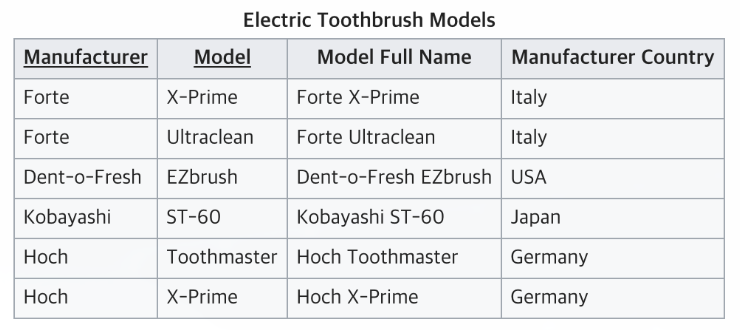 Electric Toothbrush Models
Manufacturer Model Model Full Name Manufacturer Country
Forte X-Prime Forte X-Prime Italy
Forte Ultraclean Forte Ultraclean Italy
Dent-o-Fresh EZbrush Dent-o-Fresh EZbrush USA
Kobayashi ST-60 Kobayashi ST-60 Japan
Hoch Toothmaster Hoch Toothmaster Germany
Hoch X-Prime Hoch X-Prime Germany